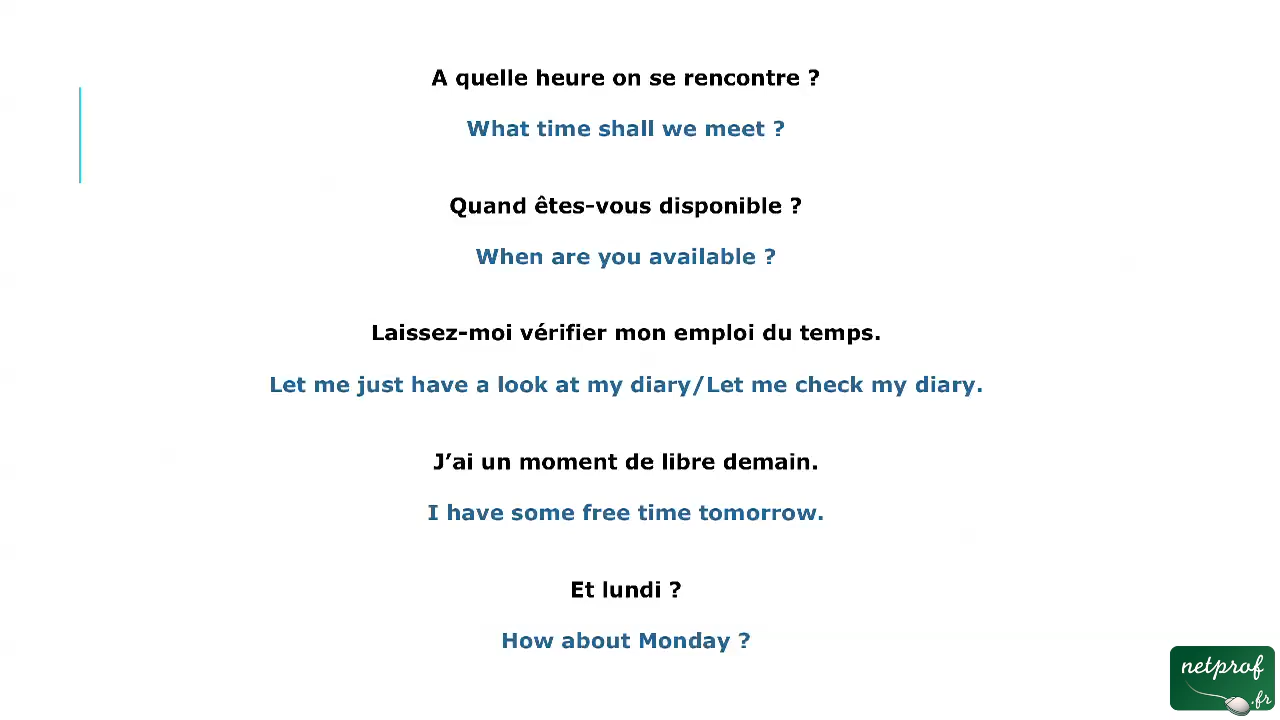 A quelle heure on se rencontre ?
What time shall we meet ?
Quand êtes-vous disponible ?
When are you available ?
Laissez-moi vérifier mon emploi du temps.
Let me just have a look at my diary/Let me check my diary.
J’ai un moment de libre demain.
I have some free time tomorrow.
Et lundi ?
How about Monday ?
netprof
.fr